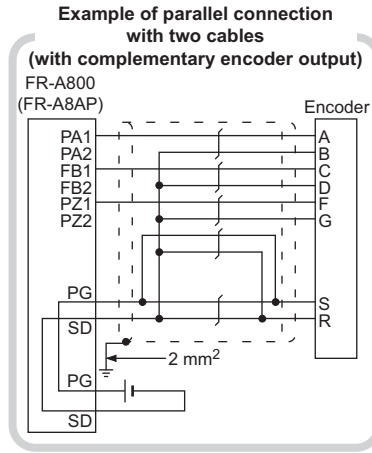 Example of parallel connection
with two cables
(with complementary encoder output)
FR-A800
(FR-A8AP)
Encoder
PA1
PA2
FB1
FB2
PZ1
PZ2
PG
SD
PG
SD
A
B
C
D
F
G
S
R
2 mm²